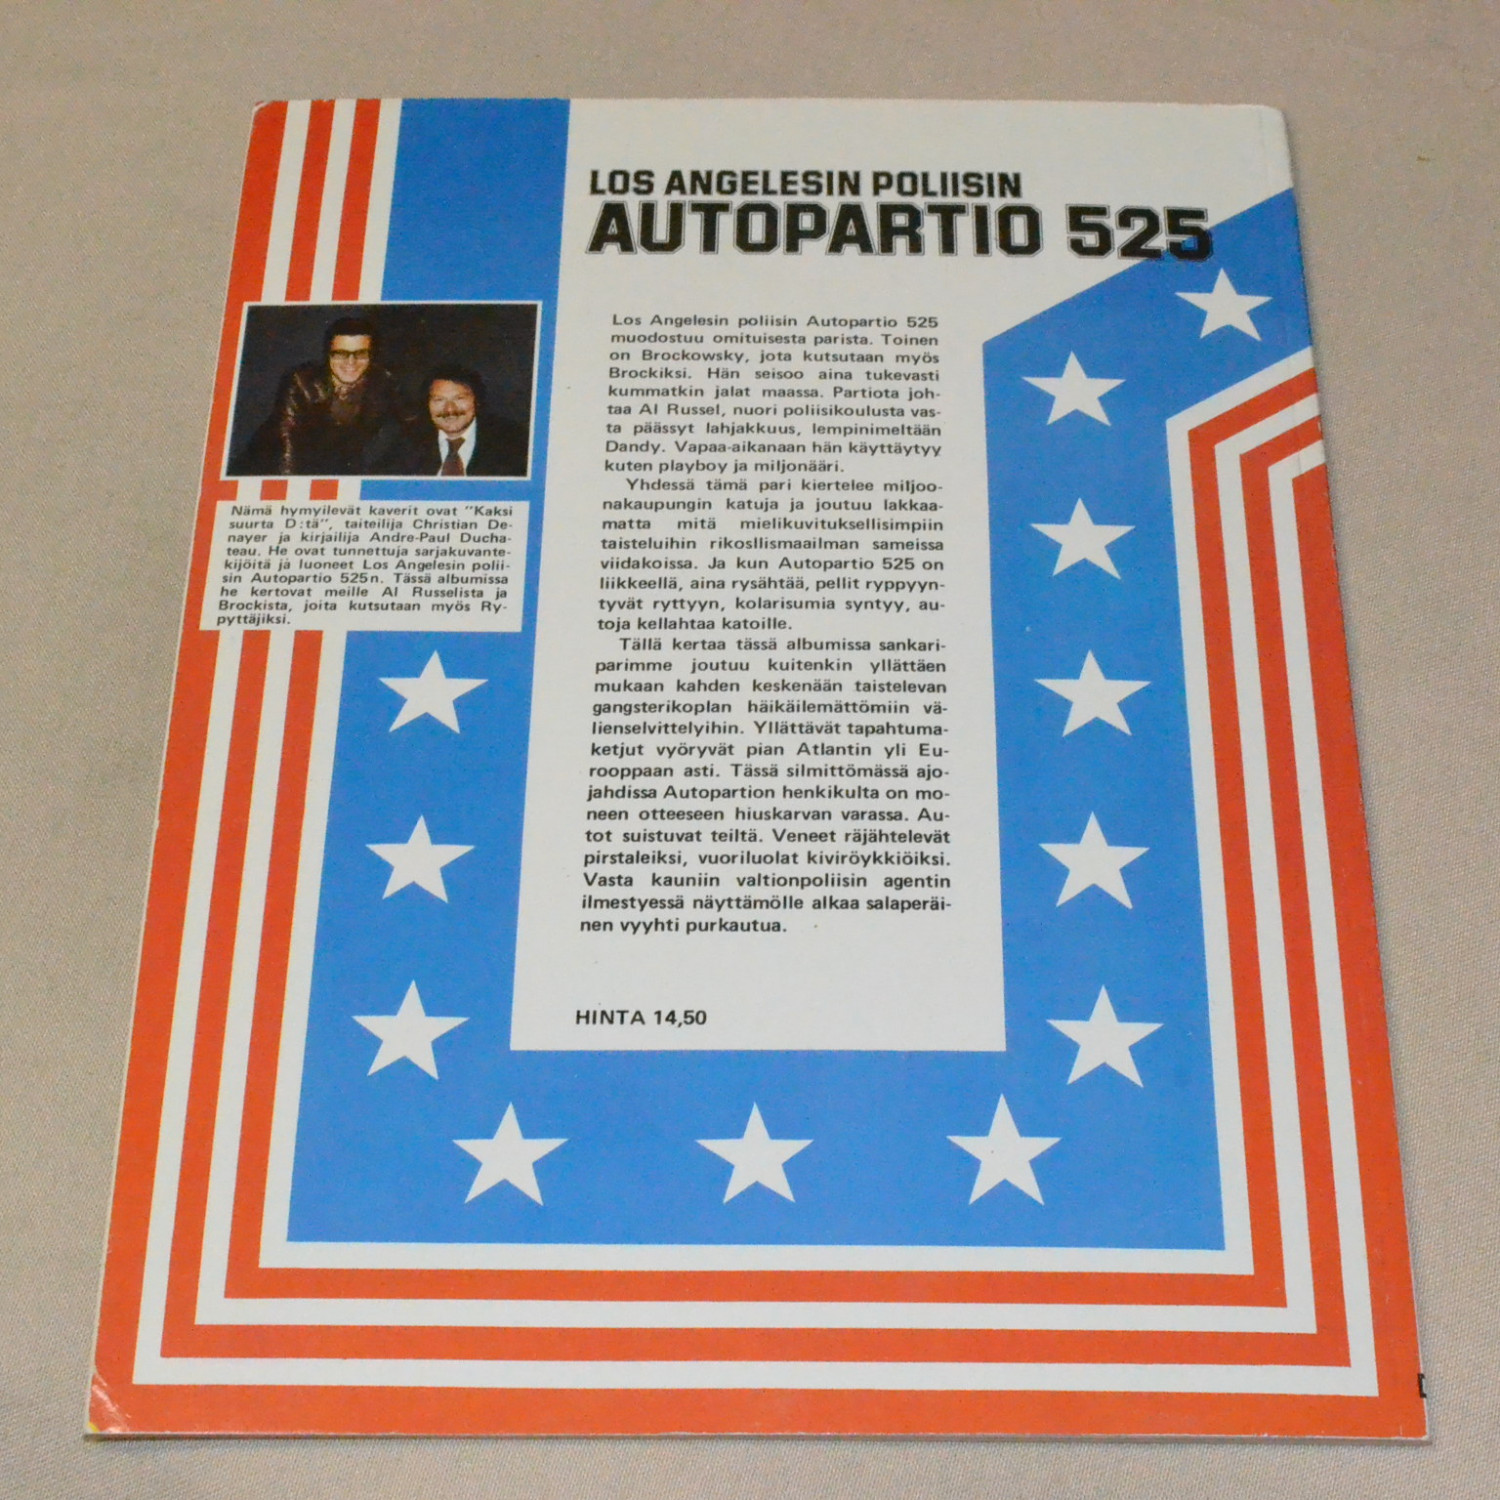 LOS ANGELESIN POLIISIN
AUTOPARTIO 525
Los Angelesin poliisin Autopartio 525
muodostuu omituisesta parista. Toinen
on Brockowsky, jota kutsutaan myös
Brockiksi. Hän seisoo aina tukevasti
kummatkin jalat maassa. Partiota joh-
taa Al Russel, nuori poliisikoulusta vas-
ta päässyt lahjakkuus, lempinimeltään
Dandy. Vapaa-aikanaan hän käyttäytyy
kuten playboy ja miljonääri.
Yhdessä tämä pari kiertelee miljoo-
nakaupungin katuja ja joutuu lakkaa-
matta mitä mielikuvituksellisimpiin
taisteluihin rikosllismaailman sameissa
viidakoissa. Ja kun Autopartio 525 on
liikkeellä, aina rysähtää, pellit ryppyyn-
tyvät ryttyyn, kolarisumia syntyy, au-
toja kellahtaa katoille.
Tällä kertaa tässä albumissa sankari-
parimme joutuu kuitenkin yllättäen
mukaan kahden keskenään taistelevan
gangsterikoplan häikäilemättömiin vä-
lienselvittelyihin. Yllättävät tapahtuma-
ketjut vyöryvät pian Atlantin yli Eu-
rooppaan asti. Tässä silmittömässä ajo-
jahdissa Autopartion henkikulta on mo-
neen otteeseen hiuskarvan varassa. Au-
tot suistuvat teiltä. Veneet räjähtelevät
pirstaleiksi, vuoriluolat kiviröykkiöiksi.
Vasta kauniin valtionpoliisin agentin
ilmestyessä näyttämölle alkaa salaperäi-
nen vyyhti purkautua.
HINTA 14,50
Nämä hymyilevät kaverit ovat "Kaksi
suurta D:tä", taiteilija Christian De-
nayer ja kirjailija Andre-Paul Ducha-
teau. He ovat tunnettuja sarjakuvante-
kijöitä ja luoneet Los Angelesin polii-
sin Autopartio 525n. Tässä albumissa
he kertovat meille Al Russelista ja
Brockista, joita kutsutaan myös Ry-
pyttäjiksi.